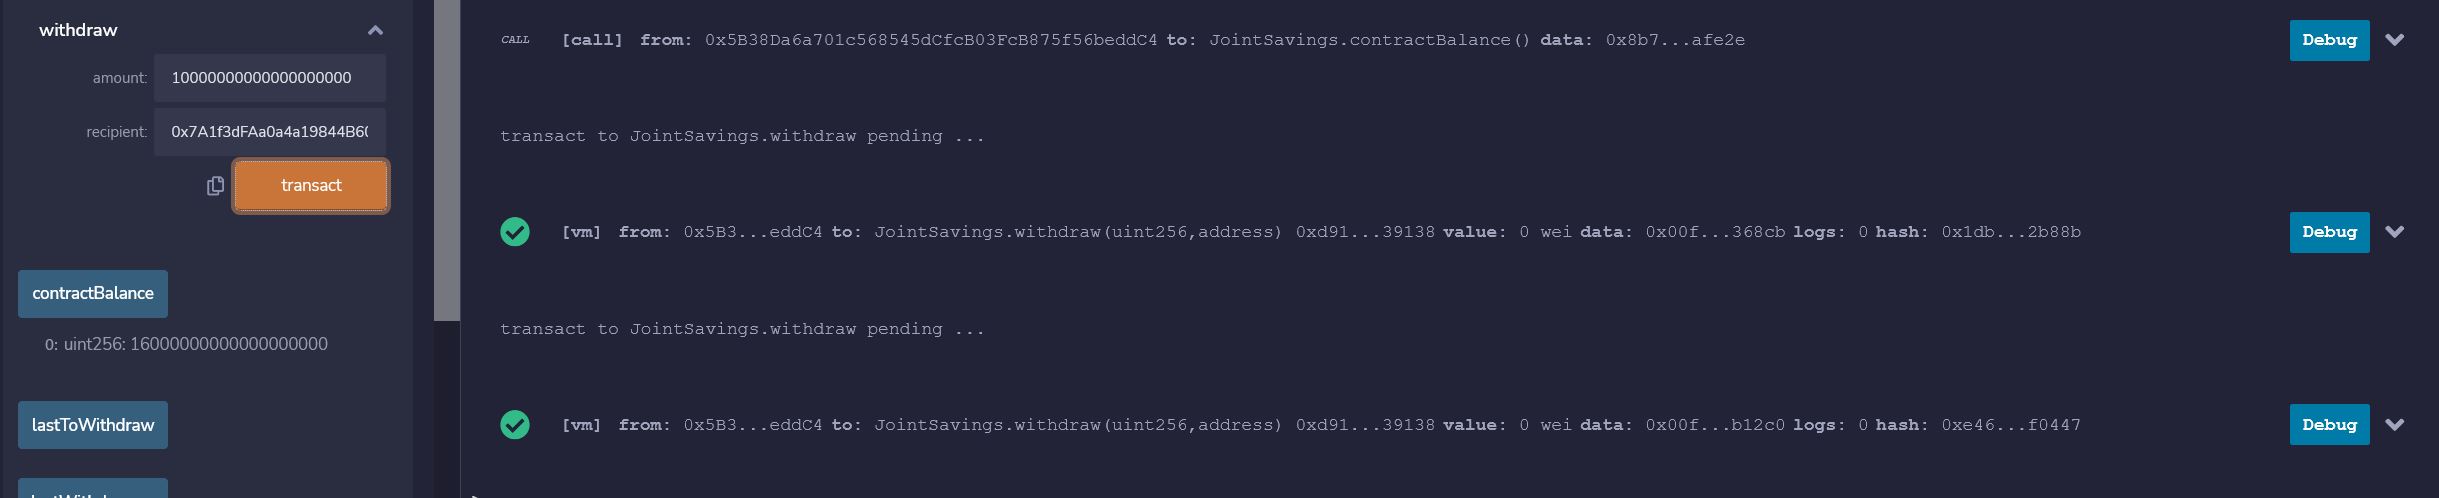 withdraw
amount: 10000000000000000000
recipient: 0x7A1f3dFAa0a4a19844B60
transact
contractBalance
0: uint256: 16000000000000000000
lastToWithdraw
CALL [call] from: 0x5B38Da6a701c568545dCfcB03FcB875f56beddC4 to: JointSavings.contractBalance() data: 0x8b7...afe2e Debug
transact to JointSavings.withdraw pending ...
[vm] from: 0x5B3...eddC4 to: JointSavings.withdraw(uint256,address) 0xd91...39138 value: 0 wei data: 0x00f...368cb logs: 0 hash: 0x1db...2b88b Debug
transact to JointSavings.withdraw pending ...
[vm] from: 0x5B3...eddC4 to: JointSavings.withdraw(uint256,address) 0xd91...39138 value: 0 wei data: 0x00f...b12c0 logs: 0 hash: 0xe46...f0447 Debug